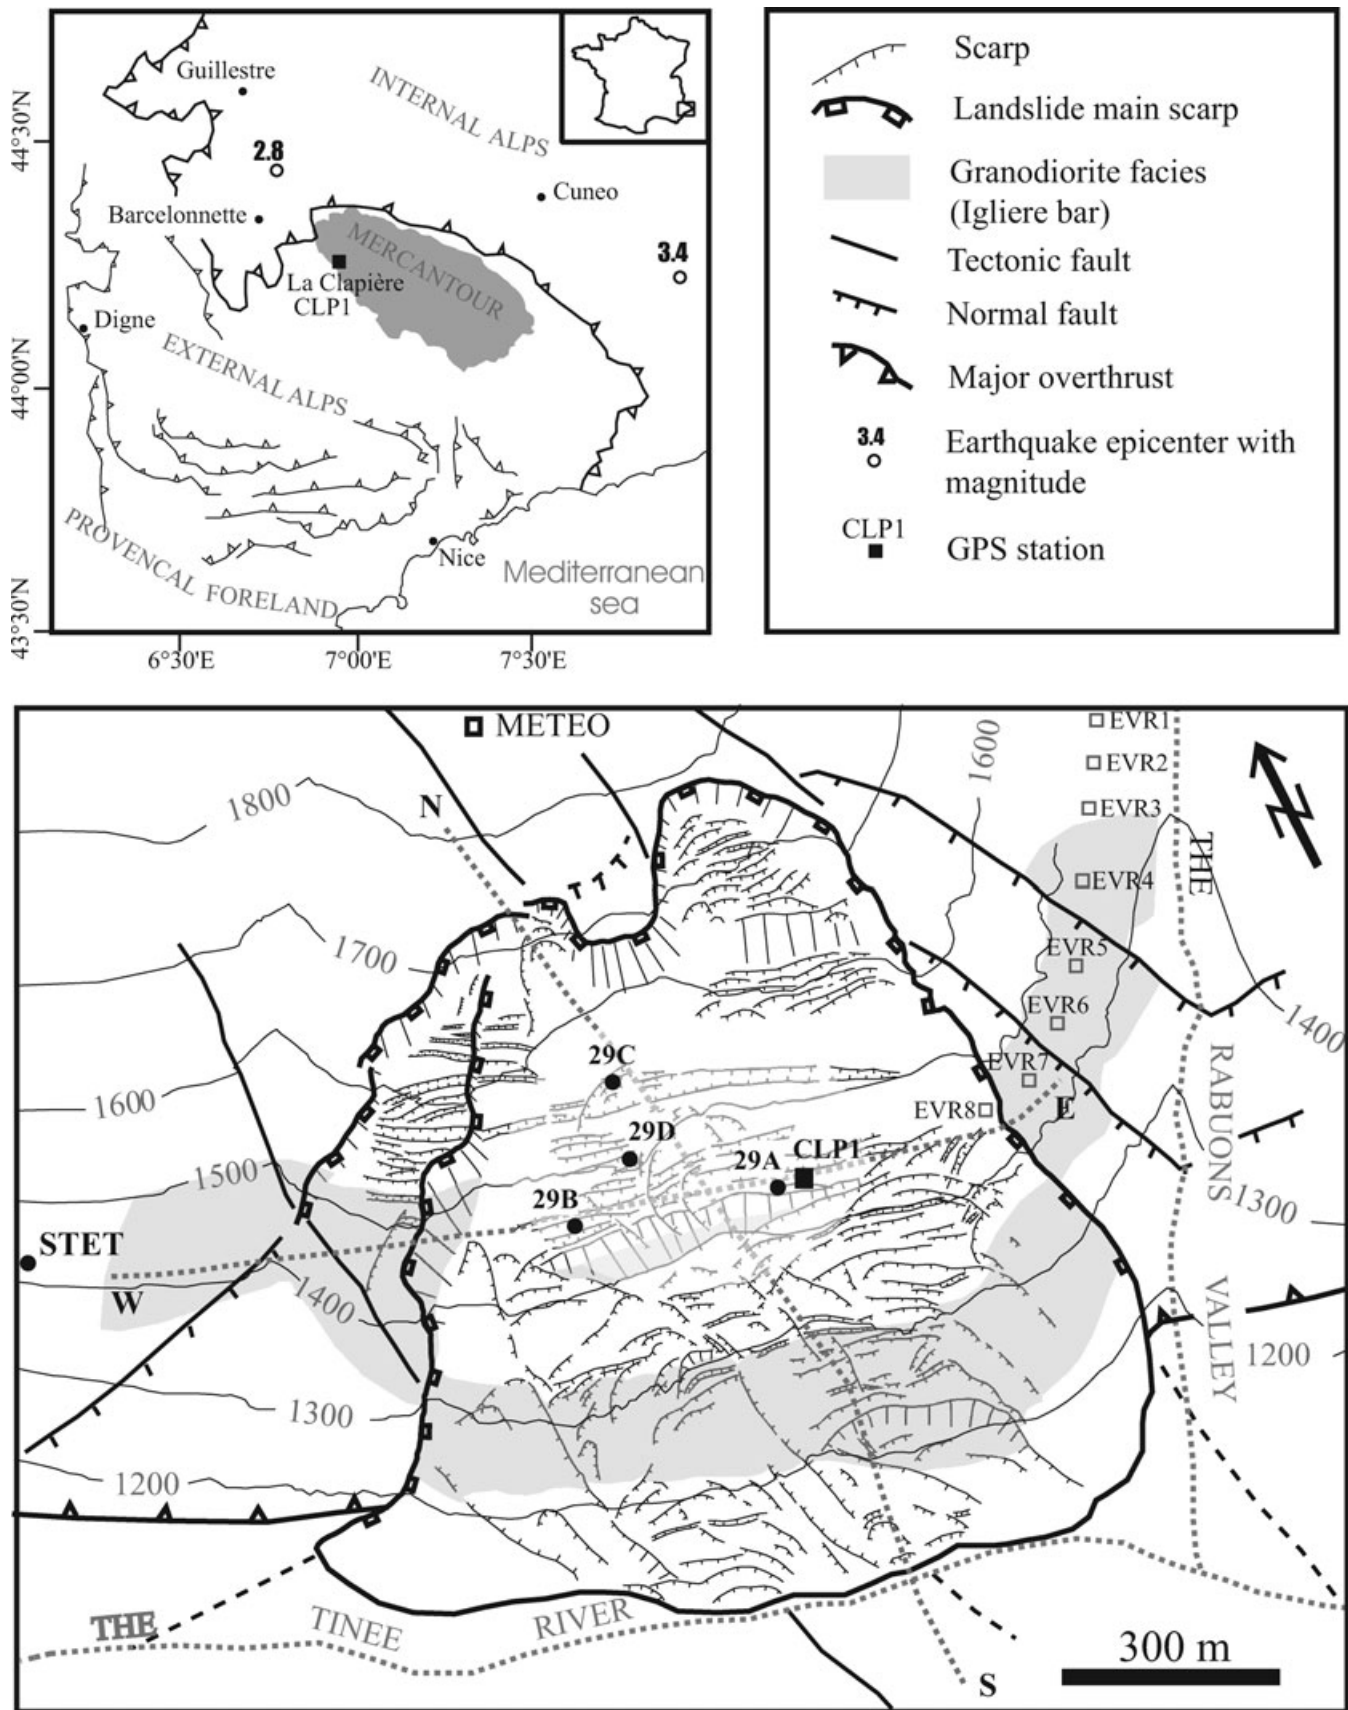 Guillestre
INTERNAL ALPS
44°30'N
2.8
Cuneo
Barcelonnette
MERCANTOUR
3.4
La Clapière
CLP1
Digne
EXTERNAL ALPS
44°00'N
PROVENCAL FORELAND
Nice
Mediterranean
sea
43°30'N
6°30'E
7°00'E
7°30'E
Scarp
Landslide main scarp
Granodiorite facies
(Igliere bar)
Tectonic fault
Normal fault
Major overthrust
3.4
Earthquake epicenter with
magnitude
CLP1
GPS station
METEO
EVR1
1600
EVR2
1800
N
EVR3
THE
EVR4
1700
EVR5
EVR6
1400
29C
EVR7
RABUONS
1600
EVR8
E
29D
CLP1
29A
1500
1300
29B
STET
W
1400
VALLEY
1200
1300
1200
THE
TINEE
RIVER
300 m
S